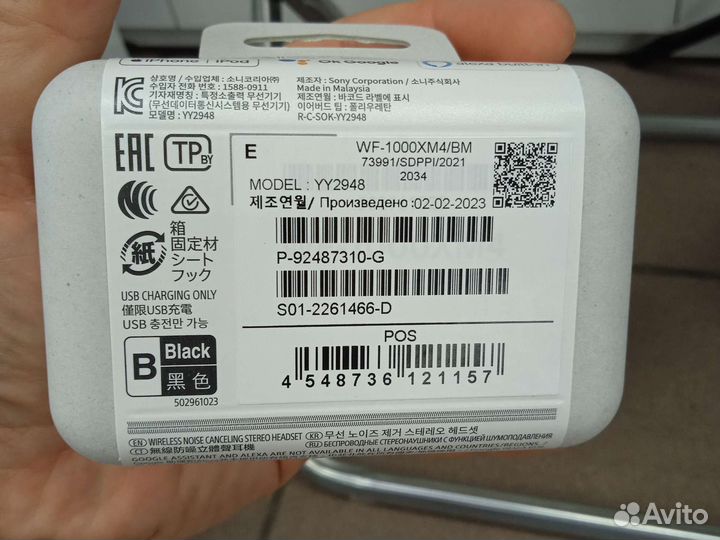 iPhone | iPod
Ok Google
alexa built-in
상호명 / 수입업체 : 소니코리아㈜
수입자 전화번호 : 1588-0911
기자재명칭 : 특정소출력 무선기기
(무선데이터통신시스템용 무선기기)
모델명 : YY2948
제조자 : Sony Corporation / 소니주식회사
Made in Malaysia
제조연월 : 바코드 라벨에 표시
이어버드 팁 : 폴리우레탄
R-C-SOK-YY2948
EAC
TP BY
紙
箱
固定材
シート
フック
USB CHARGING ONLY
僅限USB充電
USB 충전만 가능
B
Black
黑色
502961023
E
WF-1000XM4/BM
73991/SDPPI/2021
2034
MODEL : YY2948
제조연월/ Произведено :02-02-2023
P-92487310-G
S01-2261466-D
POS
4 548736 121157
EN WIRELESS NOISE CANCELING STEREO HEADSET KR 무선 노이즈 제거 스테레오 헤드셋
CT 無線防噪立體聲耳機 RU БЕСПРОВОДНЫЕ СТЕРЕОНАУШНИКИ С ФУНКЦИЕЙ ШУМОПОДАВЛЕНИЯ
GOOGLE ASSISTANT AND ALEXA ARE NOT AVAILABLE IN ALL LANGUAGES AND COUNTRIES/REGIONS.
Avito